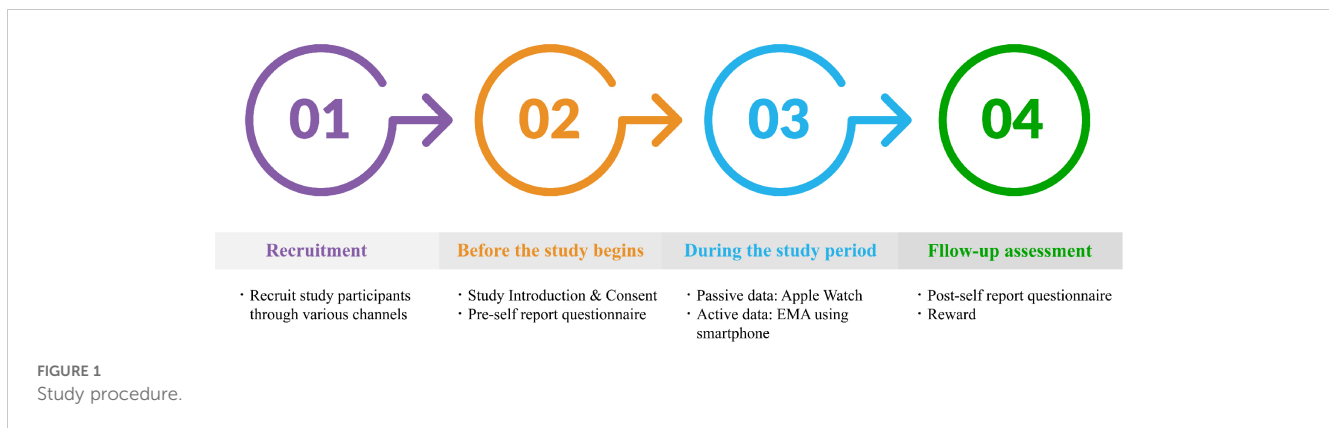 01
02
03
04
Recruitment
Before the study begins
During the study period
Fllow-up assessment
· Recruit study participants
through various channels
· Study Introduction & Consent
· Pre-self report questionnaire
· Passive data: Apple Watch
· Active data: EMA using
smartphone
· Post-self report questionnaire
· Reward
FIGURE 1
Study procedure.